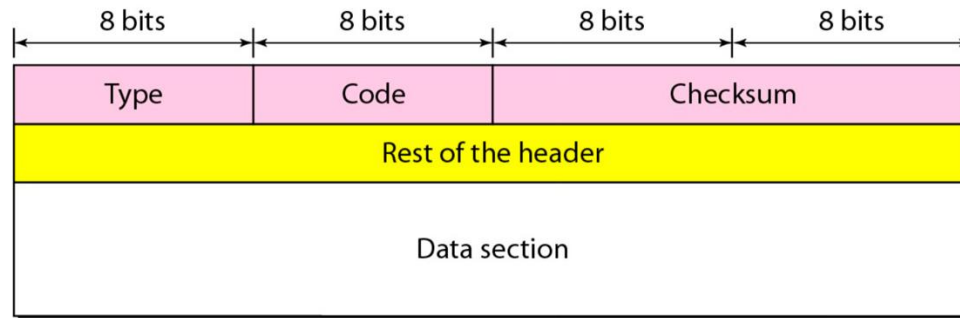 8 bits 8 bits 8 bits 8 bits
Type Code Checksum
Rest of the header
Data section